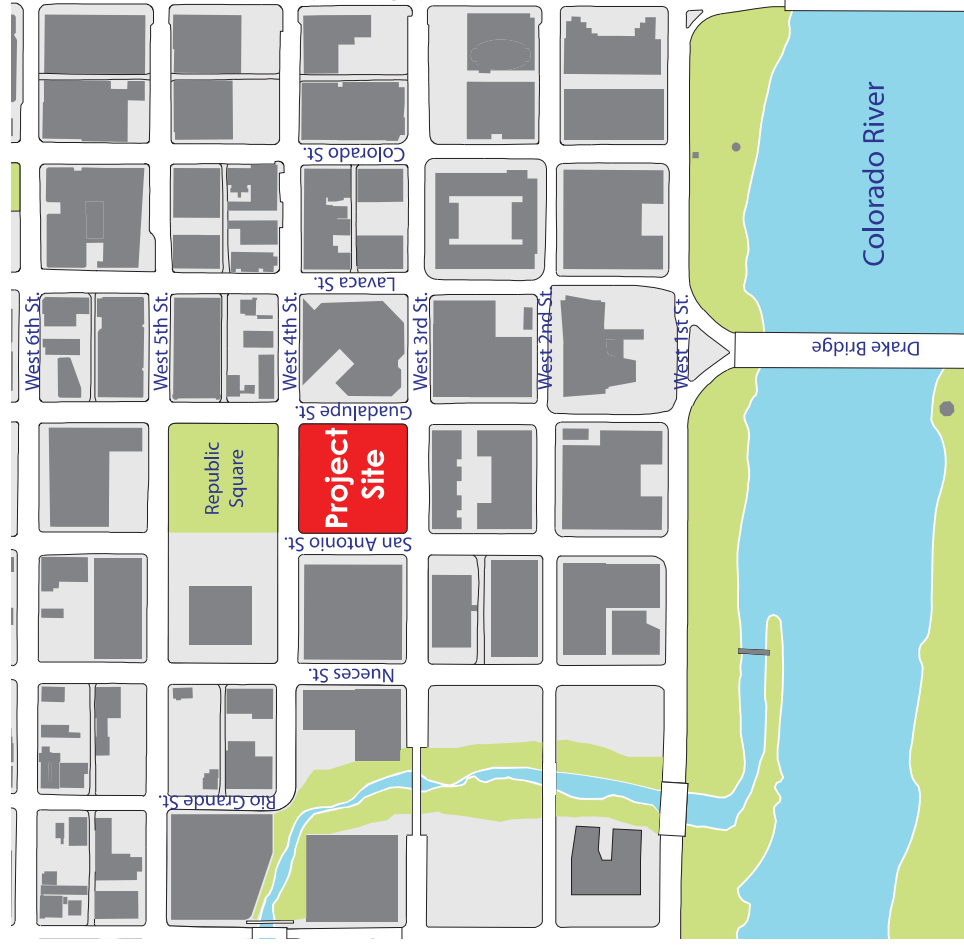 Colorado St.
Colorado River
Lavaca St.
West 6th St.
West 5th St.
West 4th St.
West 3rd St.
West 2nd St.
West 1st St.
Drake Bridge
Guadalupe St.
Republic
Square
Project
Site
San Antonio St.
Nueces St.
Rio Grande St.